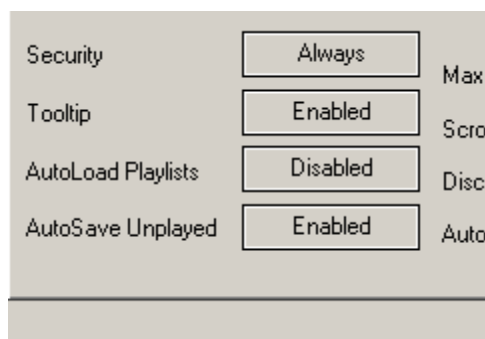 Security Always
Max
Tooltip Enabled
Scro
AutoLoad Playlists Disabled
Disc
AutoSave Unplayed Enabled
Auto